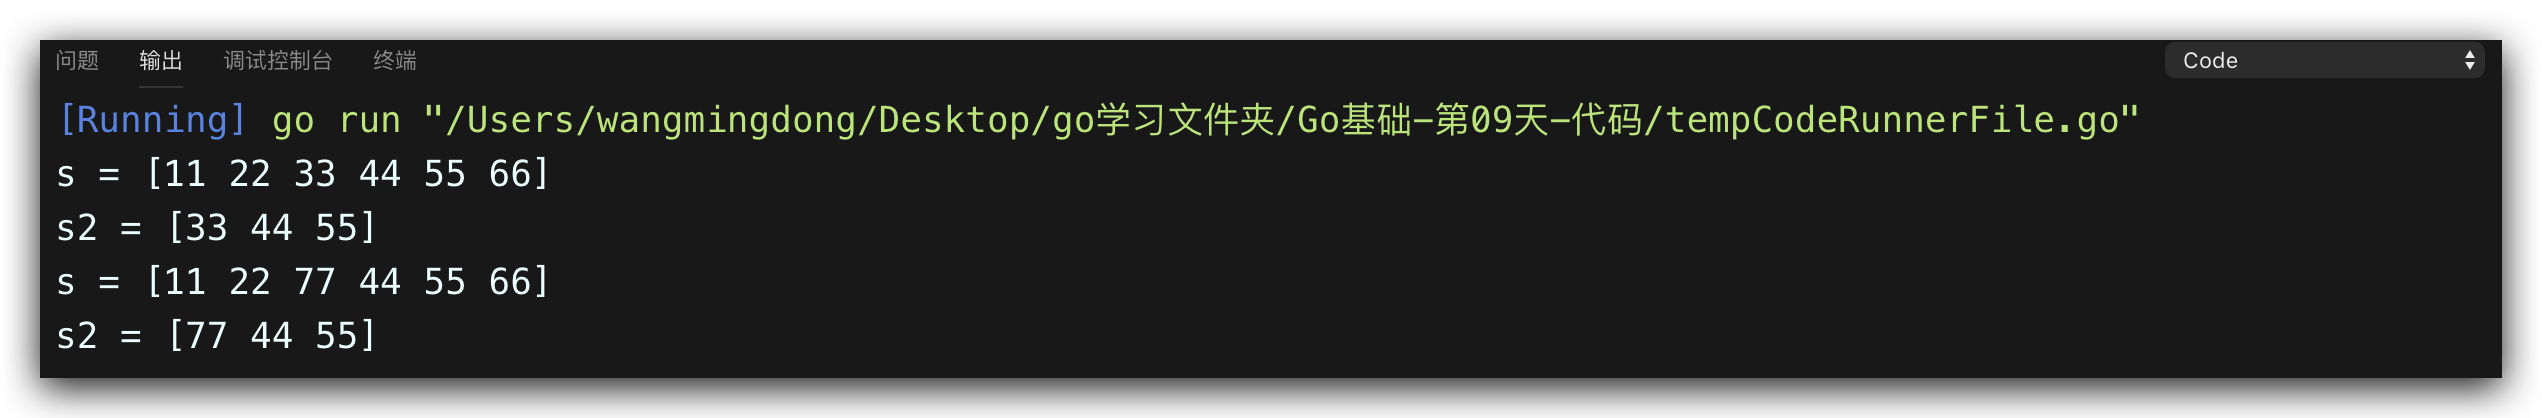 问题 输出 调试控制台 终端 Code
[Running] go run "/Users/wangmingdong/Desktop/go学习文件夹/Go基础-第09天-代码/tempCodeRunnerFile.go"
s = [11 22 33 44 55 66]
s2 = [33 44 55]
s = [11 22 77 44 55 66]
s2 = [77 44 55]